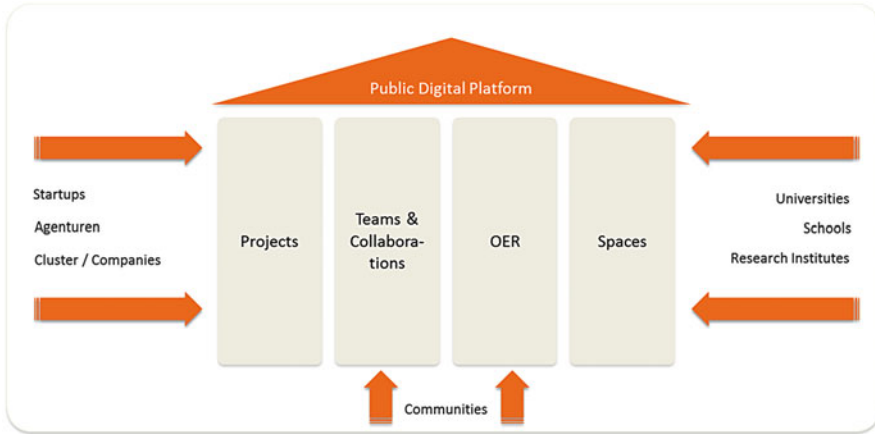 Public Digital Platform
Startups
Agenturen
Cluster / Companies
Projects
Teams &
Collabora-
tions
OER
Spaces
Universities
Schools
Research Institutes
Communities